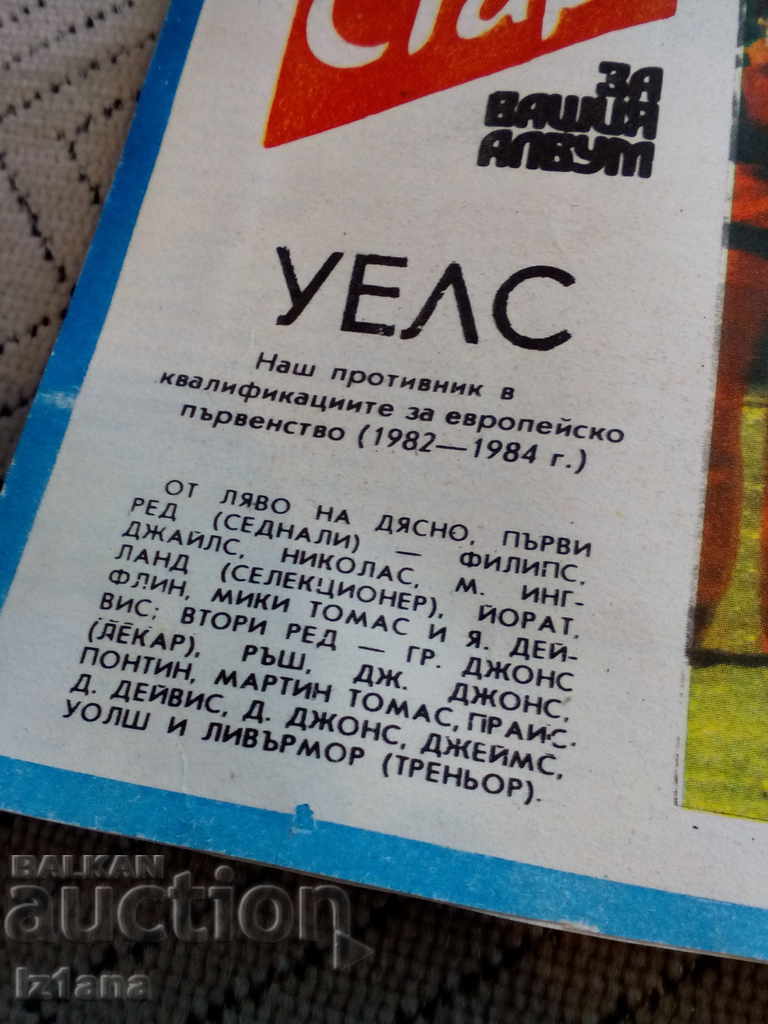 ЗА
ВАШИЯ
АЛБУМ
УЕЛС
Наш противник в
квалификациите за европейско
първенство (1982—1984 г.)
ОТ ЛЯВО НА ДЯСНО, ПЪРВИ
РЕД (СЕДНАЛИ) — ФИЛИПС,
ДЖАЙЛС, НИКОЛАС, М. ИНГ-
ЛАНД (СЕЛЕКЦИОНЕР), ЙОРАТ,
ФЛИН, МИКИ ТОМАС И Я. ДЕЙ-
ВИС; ВТОРИ РЕД — ГР. ДЖОНС
(ЛЕКАР), РЪШ, ДЖ. ДЖОНС,
ПОНТИН, МАРТИН ТОМАС, ПРАЙС,
Д. ДЕЙВИС, Д. ДЖОНС, ДЖЕЙМС,
УОЛШ И ЛИВЪРМОР (ТРЕНЬОР).
BALKAN
auction
Iz1ana